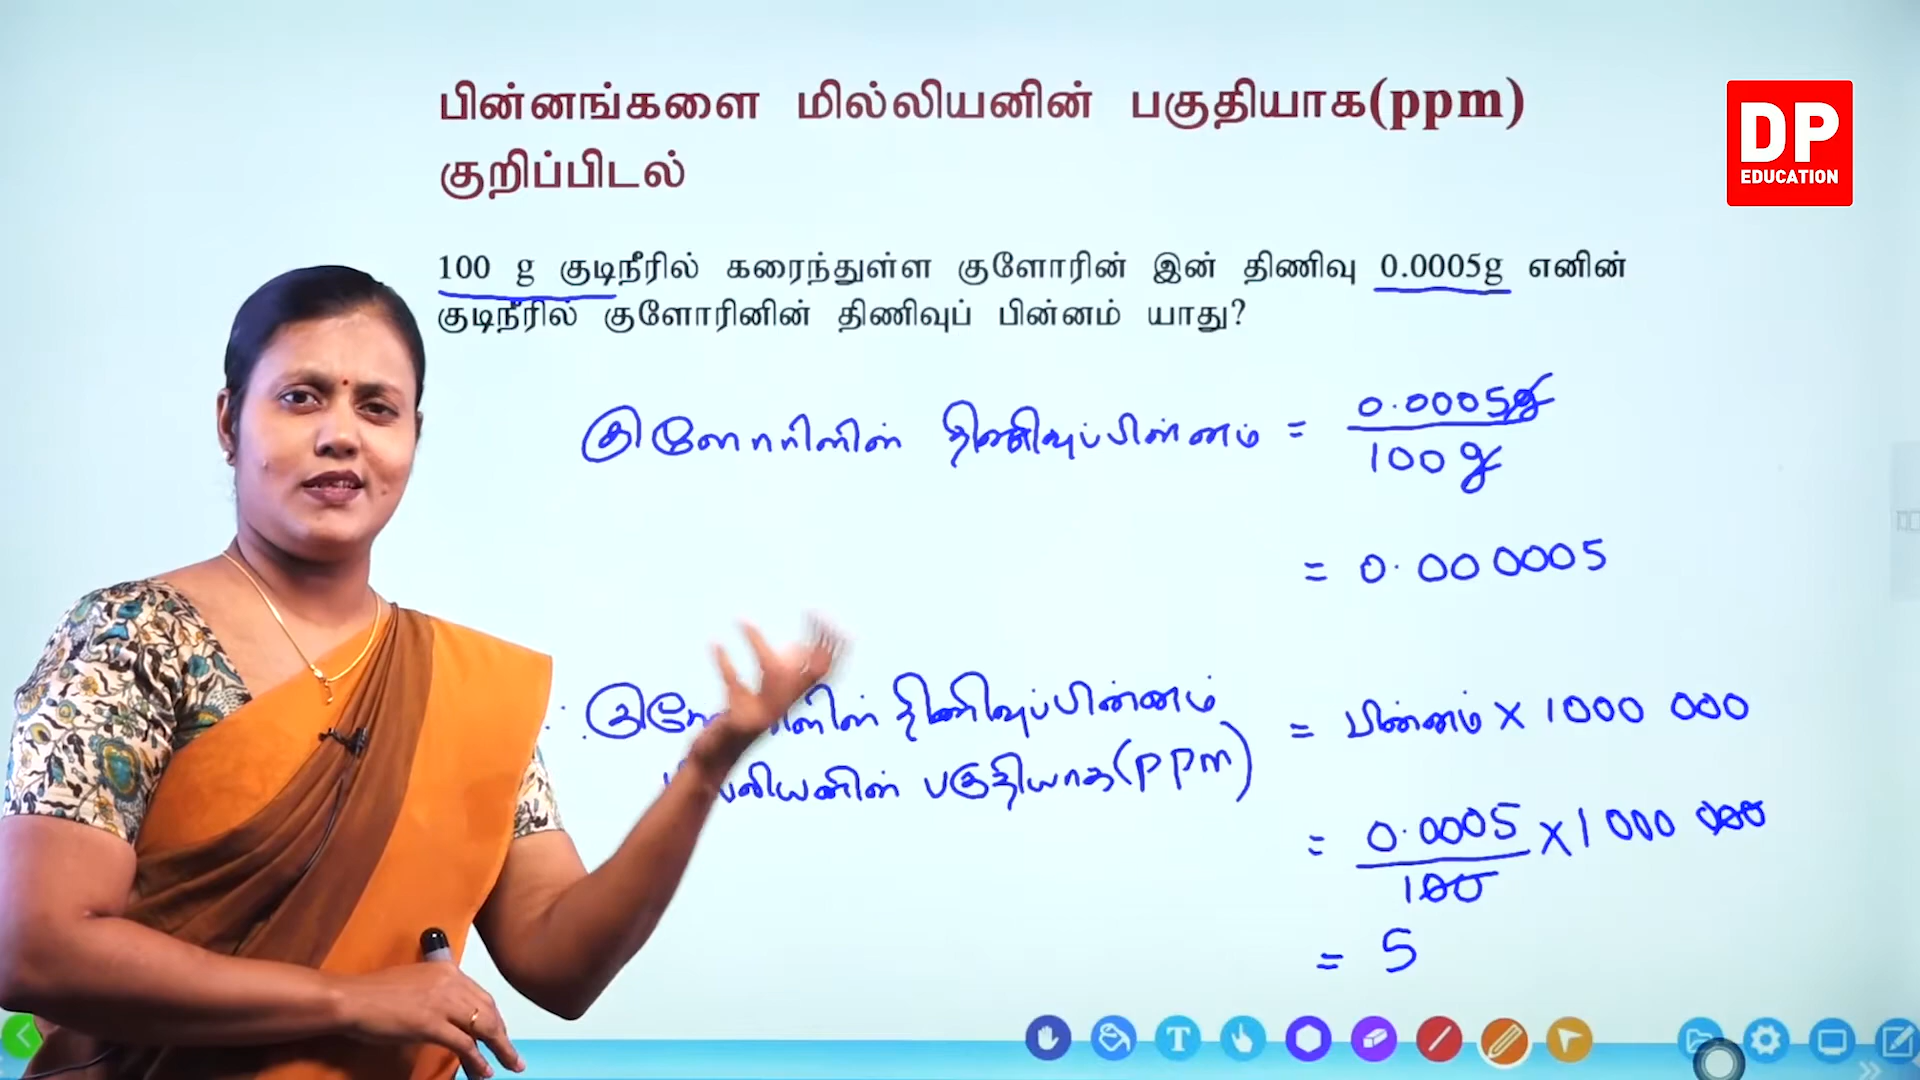 பின்னங்களை மில்லியனின் பகுதியாக(ppm)
குறிப்பிடல்
DP
EDUCATION
100 g குடிநீரில் கரைந்துள்ள குளோரின் இன் திணிவு 0.0005g எனின்
குடிநீரில் குளோரினின் திணிவுப் பின்னம் யாது?
குளோரினின் திணிவுப்பின்னம் = 0.0005g
100 g
= 0.000005
திணிவுப்பின்னம் = பின்னம் × 1000 000
பகுதியாக(ppm)
= 0.0005 × 1000 000
100
= 5